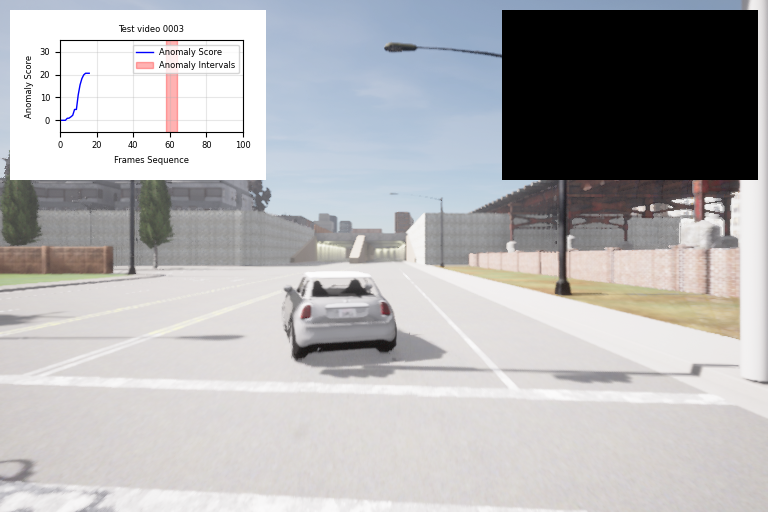 Test video 0003
Anomaly Score
Anomaly Intervals
30
20
10
0
Anomaly Score
0 20 40 60 80 100
Frames Sequence